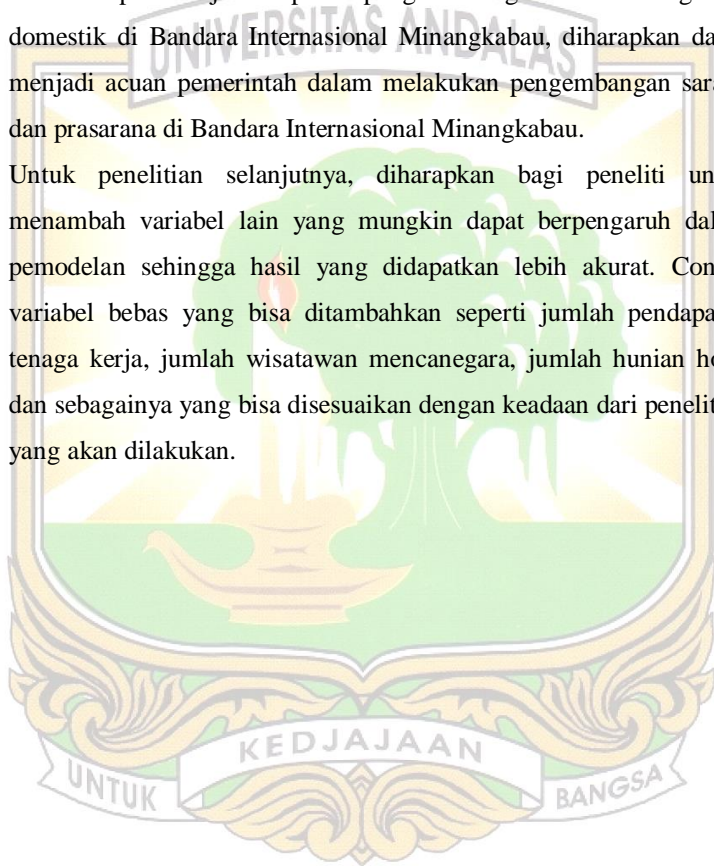 UNIVERSITAS ANDALAS
domestik di Bandara Internasional Minangkabau, diharapkan da
menjadi acuan pemerintah dalam melakukan pengembangan sar
dan prasarana di Bandara Internasional Minangkabau.
Untuk penelitian selanjutnya, diharapkan bagi peneliti un
menambah variabel lain yang mungkin dapat berpengaruh dal
pemodelan sehingga hasil yang didapatkan lebih akurat. Con
variabel bebas yang bisa ditambahkan seperti jumlah pendapa
tenaga kerja, jumlah wisatawan mencanegara, jumlah hunian ho
dan sebagainya yang bisa disesuaikan dengan keadaan dari penelit
yang akan dilakukan.
KEDJAJAAN
UNTUK BANGSA